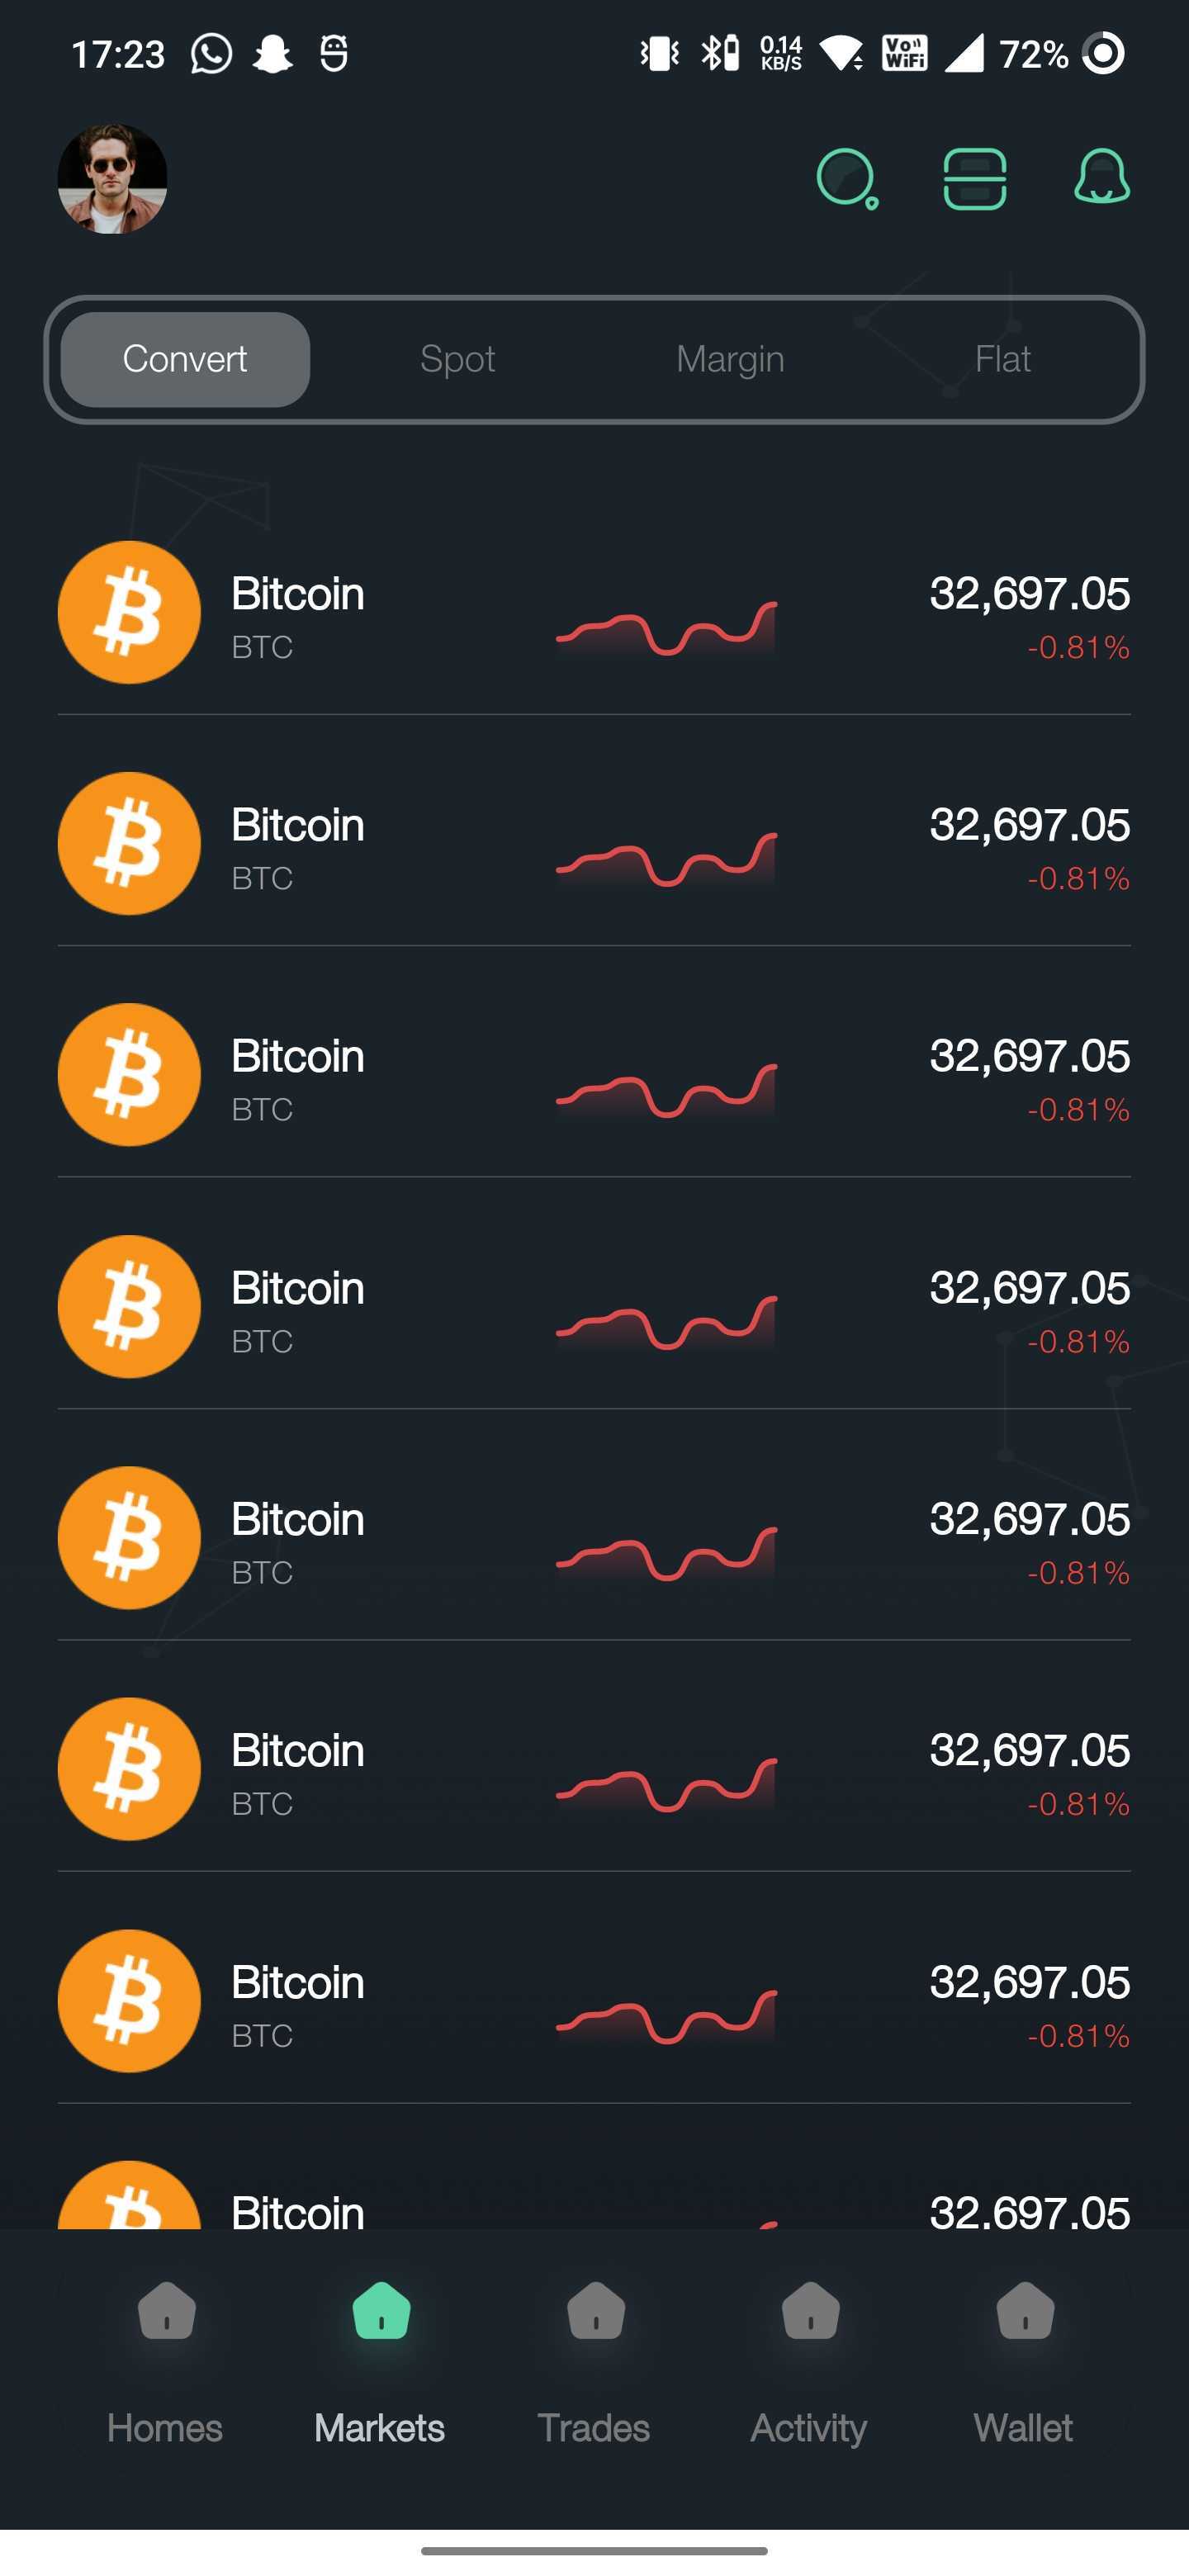 17:23 0.14 KB/S Vo WiFi 72%
Convert Spot Margin Flat
Bitcoin 32,697.05
BTC -0.81%
Bitcoin 32,697.05
BTC -0.81%
Bitcoin 32,697.05
BTC -0.81%
Bitcoin 32,697.05
BTC -0.81%
Bitcoin 32,697.05
BTC -0.81%
Bitcoin 32,697.05
BTC -0.81%
Bitcoin 32,697.05
BTC -0.81%
Bitcoin 32,697.05
Homes Markets Trades Activity Wallet